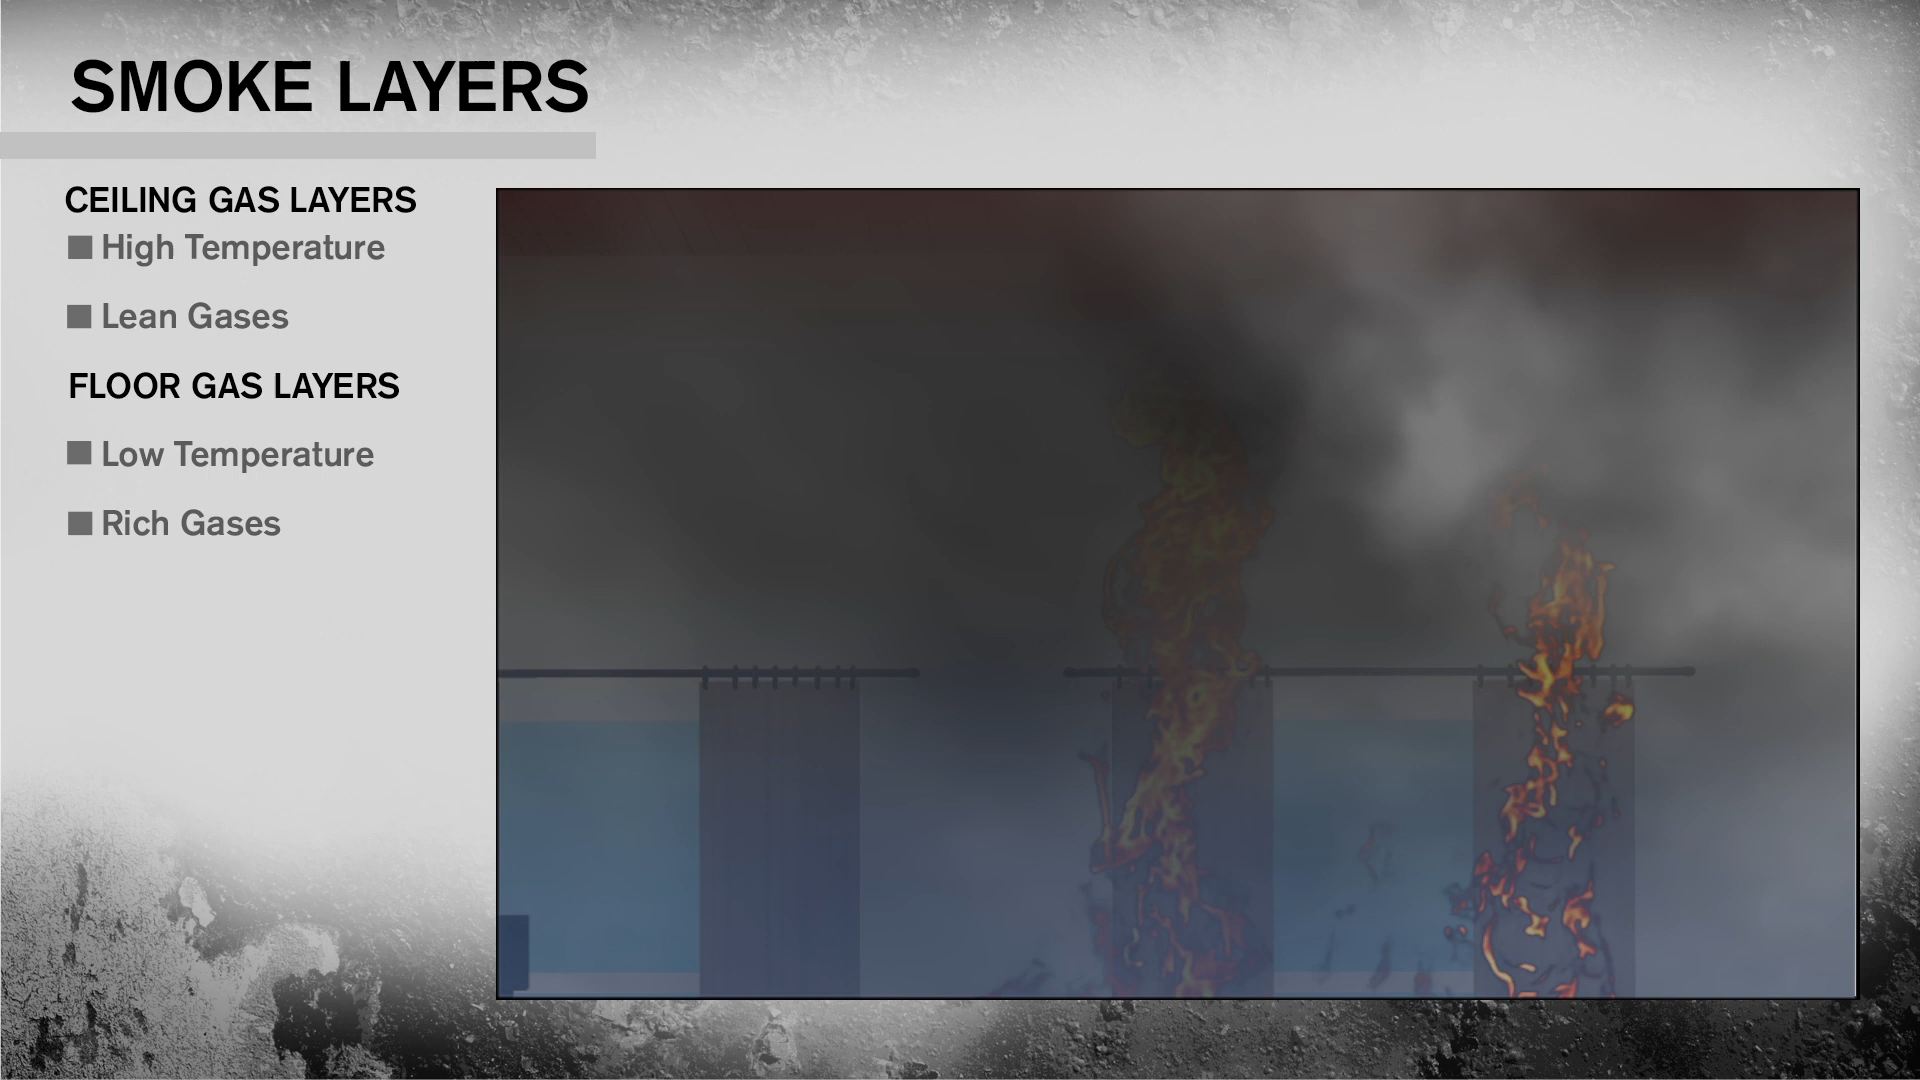 SMOKE LAYERS
CEILING GAS LAYERS
High Temperature
Lean Gases
FLOOR GAS LAYERS
Low Temperature
Rich Gases